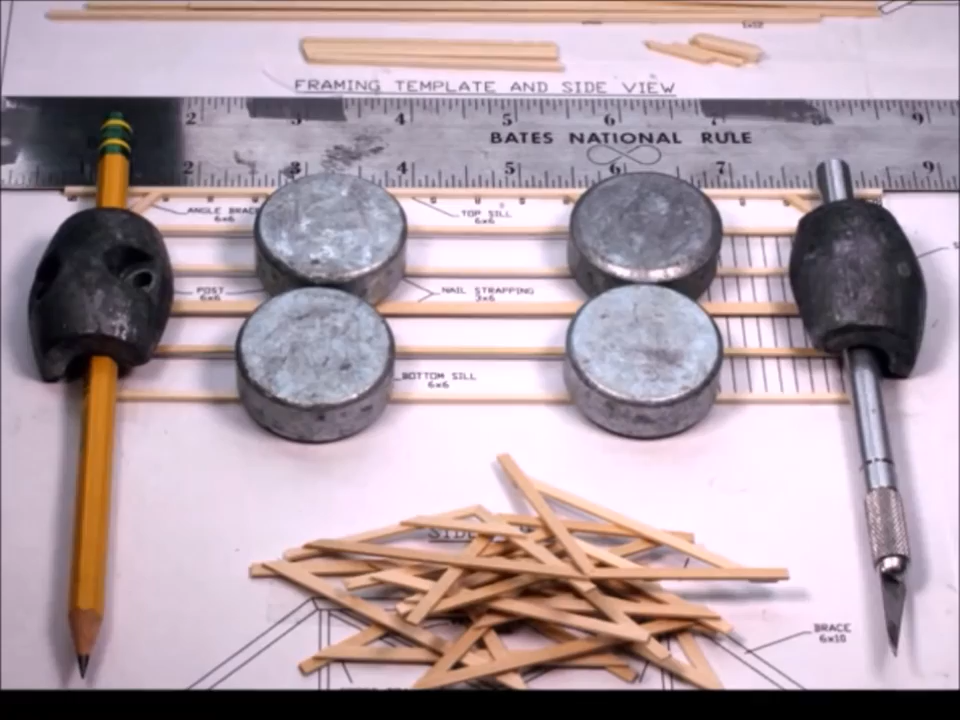 1x12
FRAMING TEMPLATE AND SIDE VIEW
2 3 4 5 6 7 8 9
BATES NATIONAL RULE
2 3 4 5 6 7 9
ANGLE BRACE
6x6
TOP SILL
6x6
POST
6x6
NAIL STRAPPING
3x6
BOTTOM SILL
6x6
SIDE
BRACE
6x10